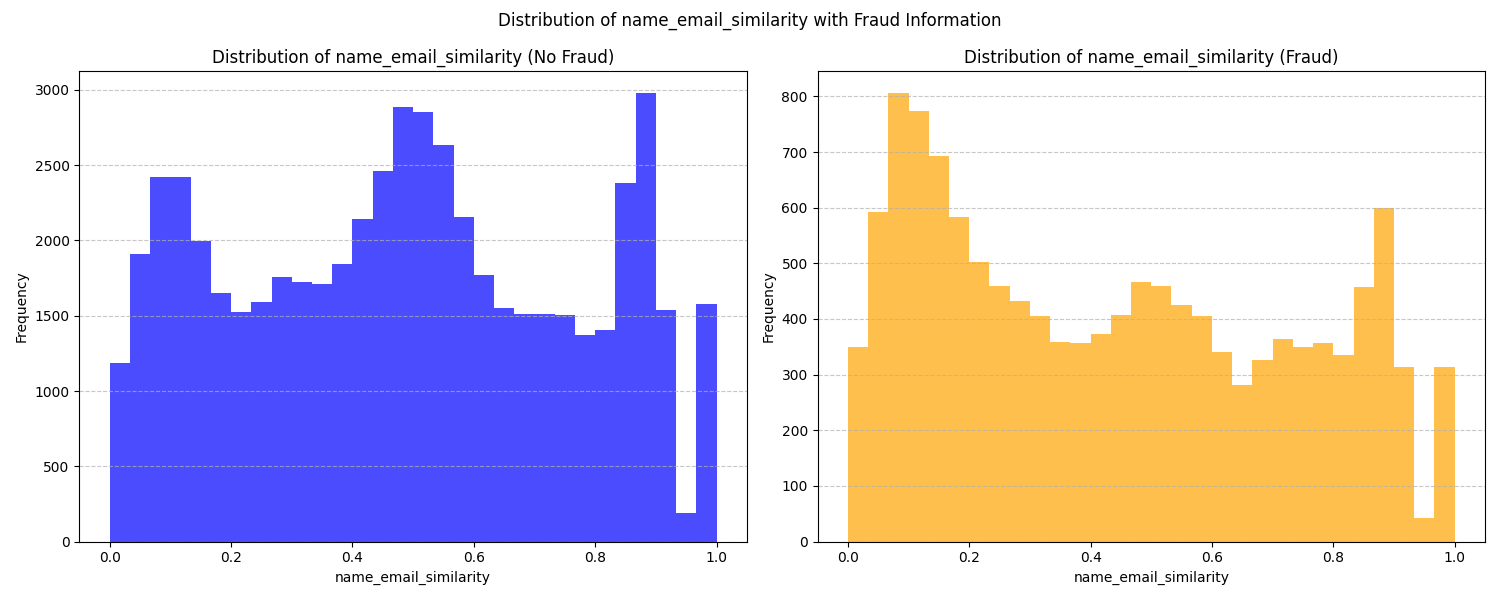 Distribution of name_email_similarity with Fraud Information
Distribution of name_email_similarity (No Fraud)
Frequency
3000
2500
2000
1500
1000
500
0
0.0 0.2 0.4 0.6 0.8 1.0
name_email_similarity
Distribution of name_email_similarity (Fraud)
Frequency
800
700
600
500
400
300
200
100
0
0.0 0.2 0.4 0.6 0.8 1.0
name_email_similarity